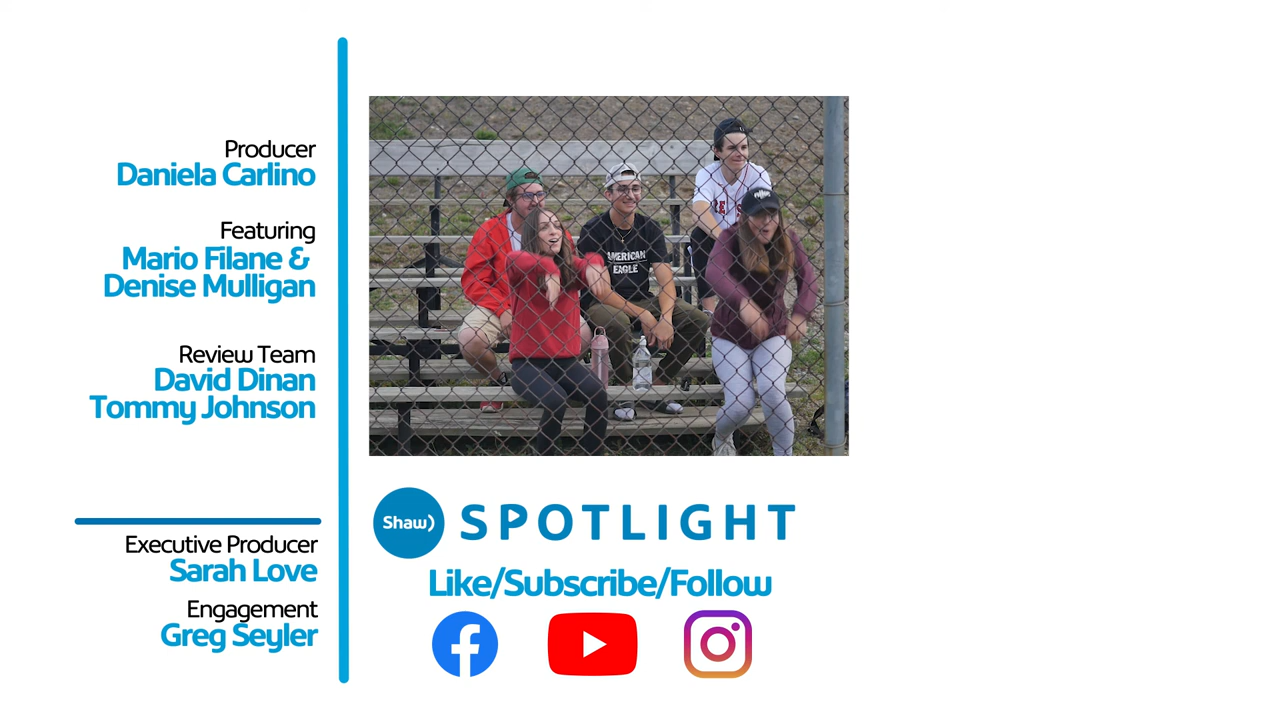 Producer
Daniela Carlino
Featuring
Mario Filane &
Denise Mulligan
Review Team
David Dinan
Tommy Johnson
Executive Producer
Sarah Love
Engagement
Greg Seyler
AMERICAN
EAGLE
Shaw)
SPOTLIGHT
Like/Subscribe/Follow